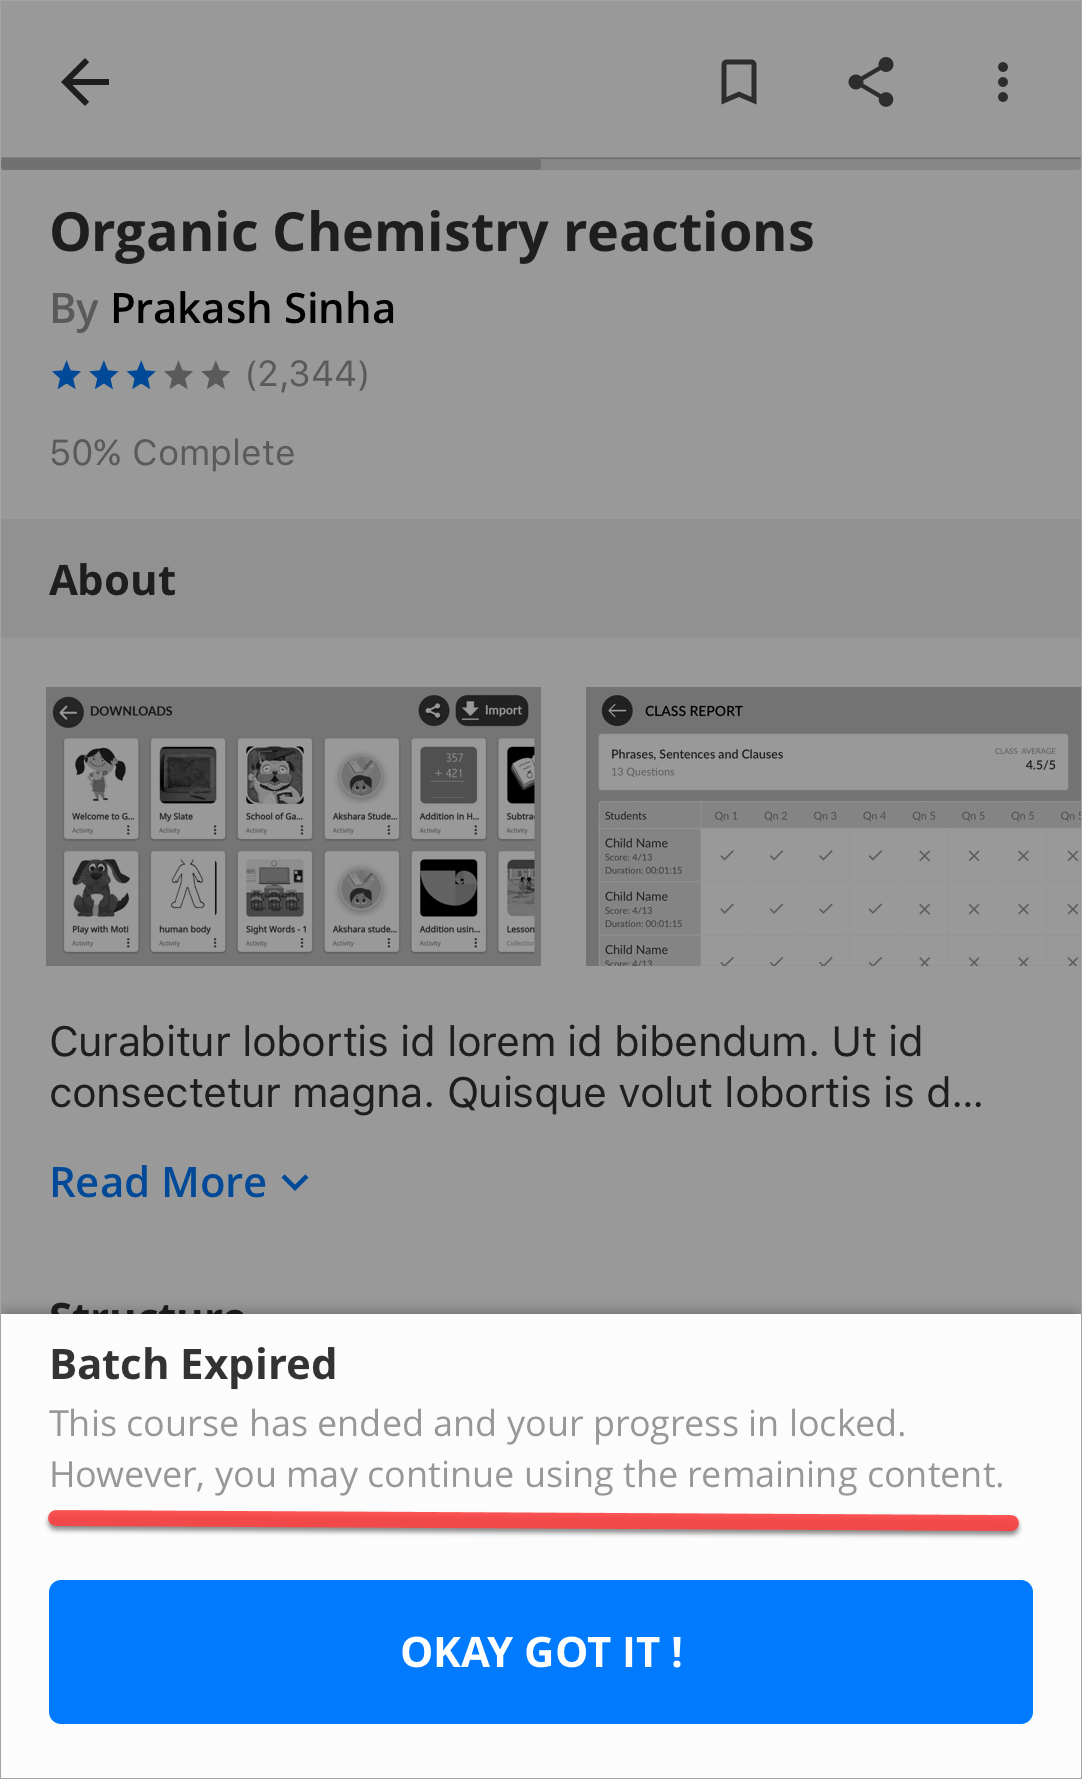 Organic Chemistry reactions
By Prakash Sinha
(2,344)
50% Complete
About
DOWNLOADS
Import
Welcome to G...
Activity
My Slate
Activity
School of Ga...
Activity
Akshara Stude...
Activity
357
+ 421
Addition in H...
Activity
Subtra
Activity
Play with Moti
Activity
human body
Activity
Sight Words - 1
Activity
Akshara stude...
Activity
Addition usin...
Activity
Lesson
Collection
CLASS REPORT
Phrases, Sentences and Clauses
13 Questions
CLASS AVERAGE
4.5/5
Students Qn 1 Qn 2 Qn 3 Qn 4 Qn 5 Qn 5 Qn 5 Qn 5
Child Name
Score: 4/13
Duration: 00:01:15
Child Name
Score: 4/13
Duration: 00:01:15
Child Name
Score: 4/13
Curabitur lobortis id lorem id bibendum. Ut id
consectetur magna. Quisque volut lobortis is d...
Read More
Structure
Batch Expired
This course has ended and your progress in locked.
However, you may continue using the remaining content.
OKAY GOT IT !